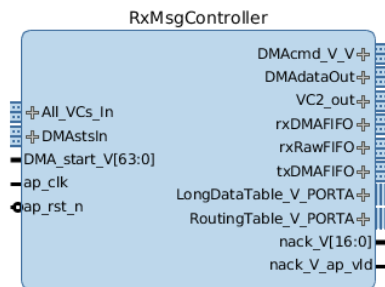 RxMsgController
DMAcmd_V_V
DMAdataOut
VC2_out
rxDMAFIFO
rxRawFIFO
txDMAFIFO
LongDataTable_V_PORTA
RoutingTable_V_PORTA
nack_V[16:0]
nack_V_ap_vld
All_VCs_In
DMAstsIn
DMA_start_V[63:0]
ap_clk
ap_rst_n